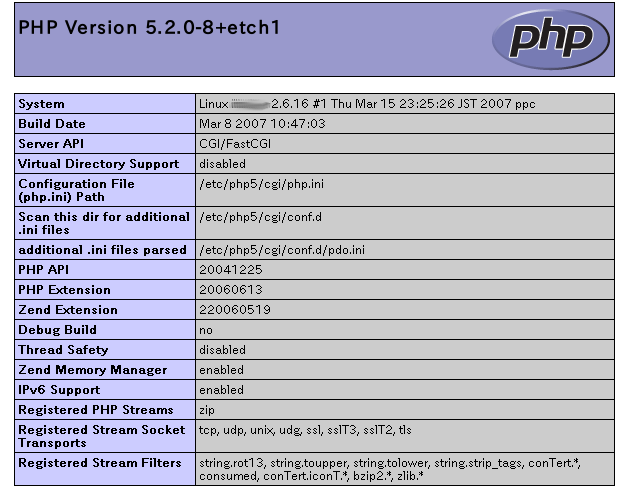 PHP Version 5.2.0-8+etch1
php
System Linux 2.6.16 #1 Thu Mar 15 23:25:26 JST 2007 ppc
Build Date Mar 8 2007 10:47:03
Server API CGI/FastCGI
Virtual Directory Support disabled
Configuration File /etc/php5/cgi/php.ini
(php.ini) Path
Scan this dir for additional /etc/php5/cgi/conf.d
.ini files
additional .ini files parsed /etc/php5/cgi/conf.d/pdo.ini
PHP API 20041225
PHP Extension 20060613
Zend Extension 220060519
Debug Build no
Thread Safety disabled
Zend Memory Manager enabled
IPv6 Support enabled
Registered PHP Streams zip
Registered Stream Socket tcp, udp, unix, udg, ssl, sslT3, sslT2, tls
Transports
Registered Stream Filters string.rot13, string.toupper, string.tolower, string.strip_tags, conTert.*,
consumed, conTert.iconT.*, bzip2.*, zlib.*